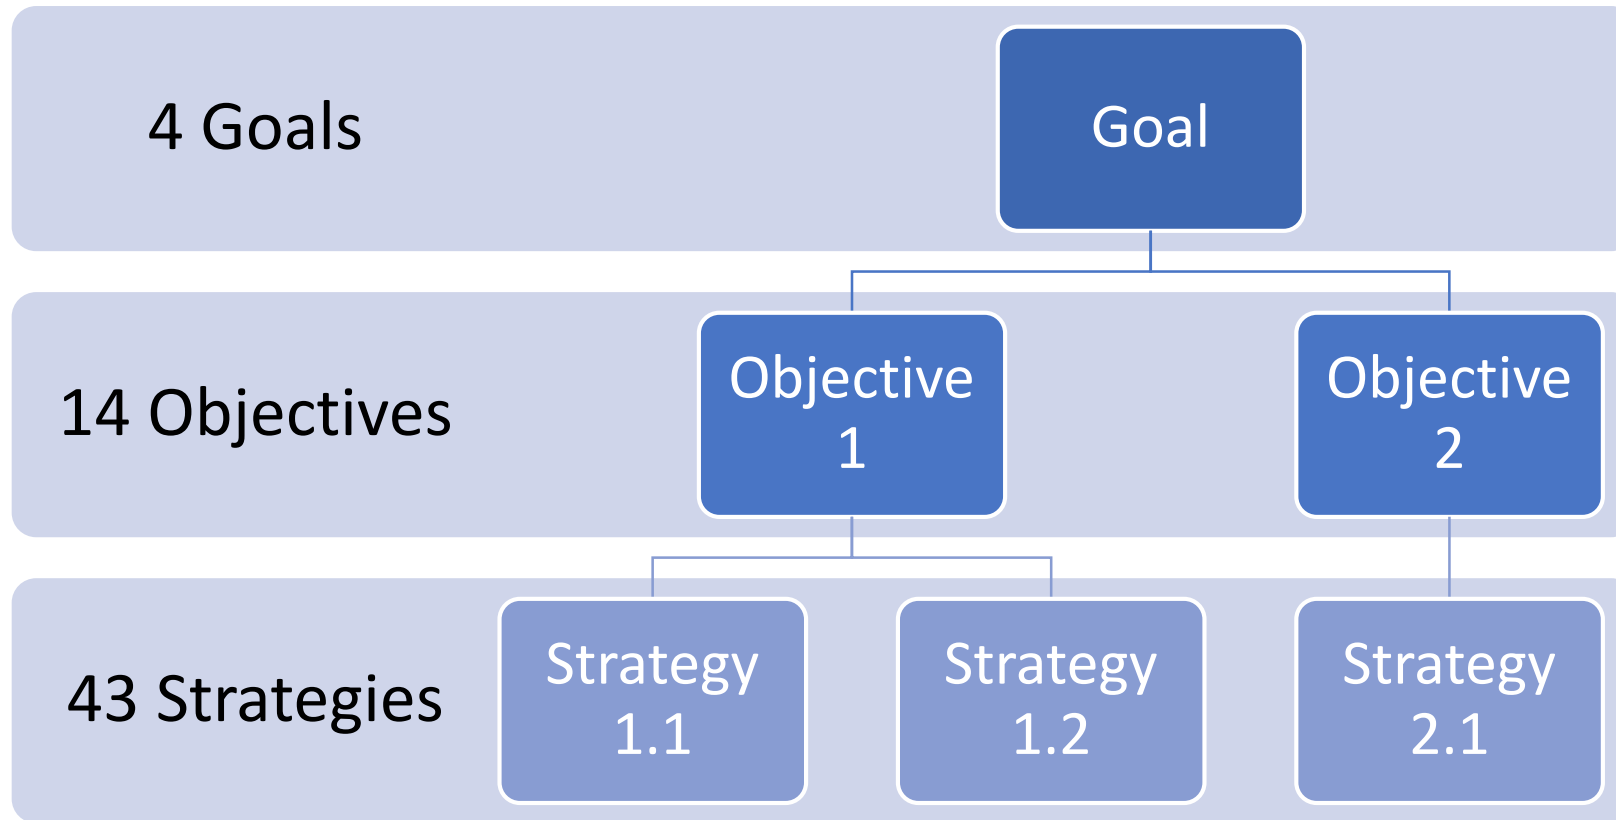 4 Goals
Goal
14 Objectives
Objective
1
Objective
2
43 Strategies
Strategy
1.1
Strategy
1.2
Strategy
2.1